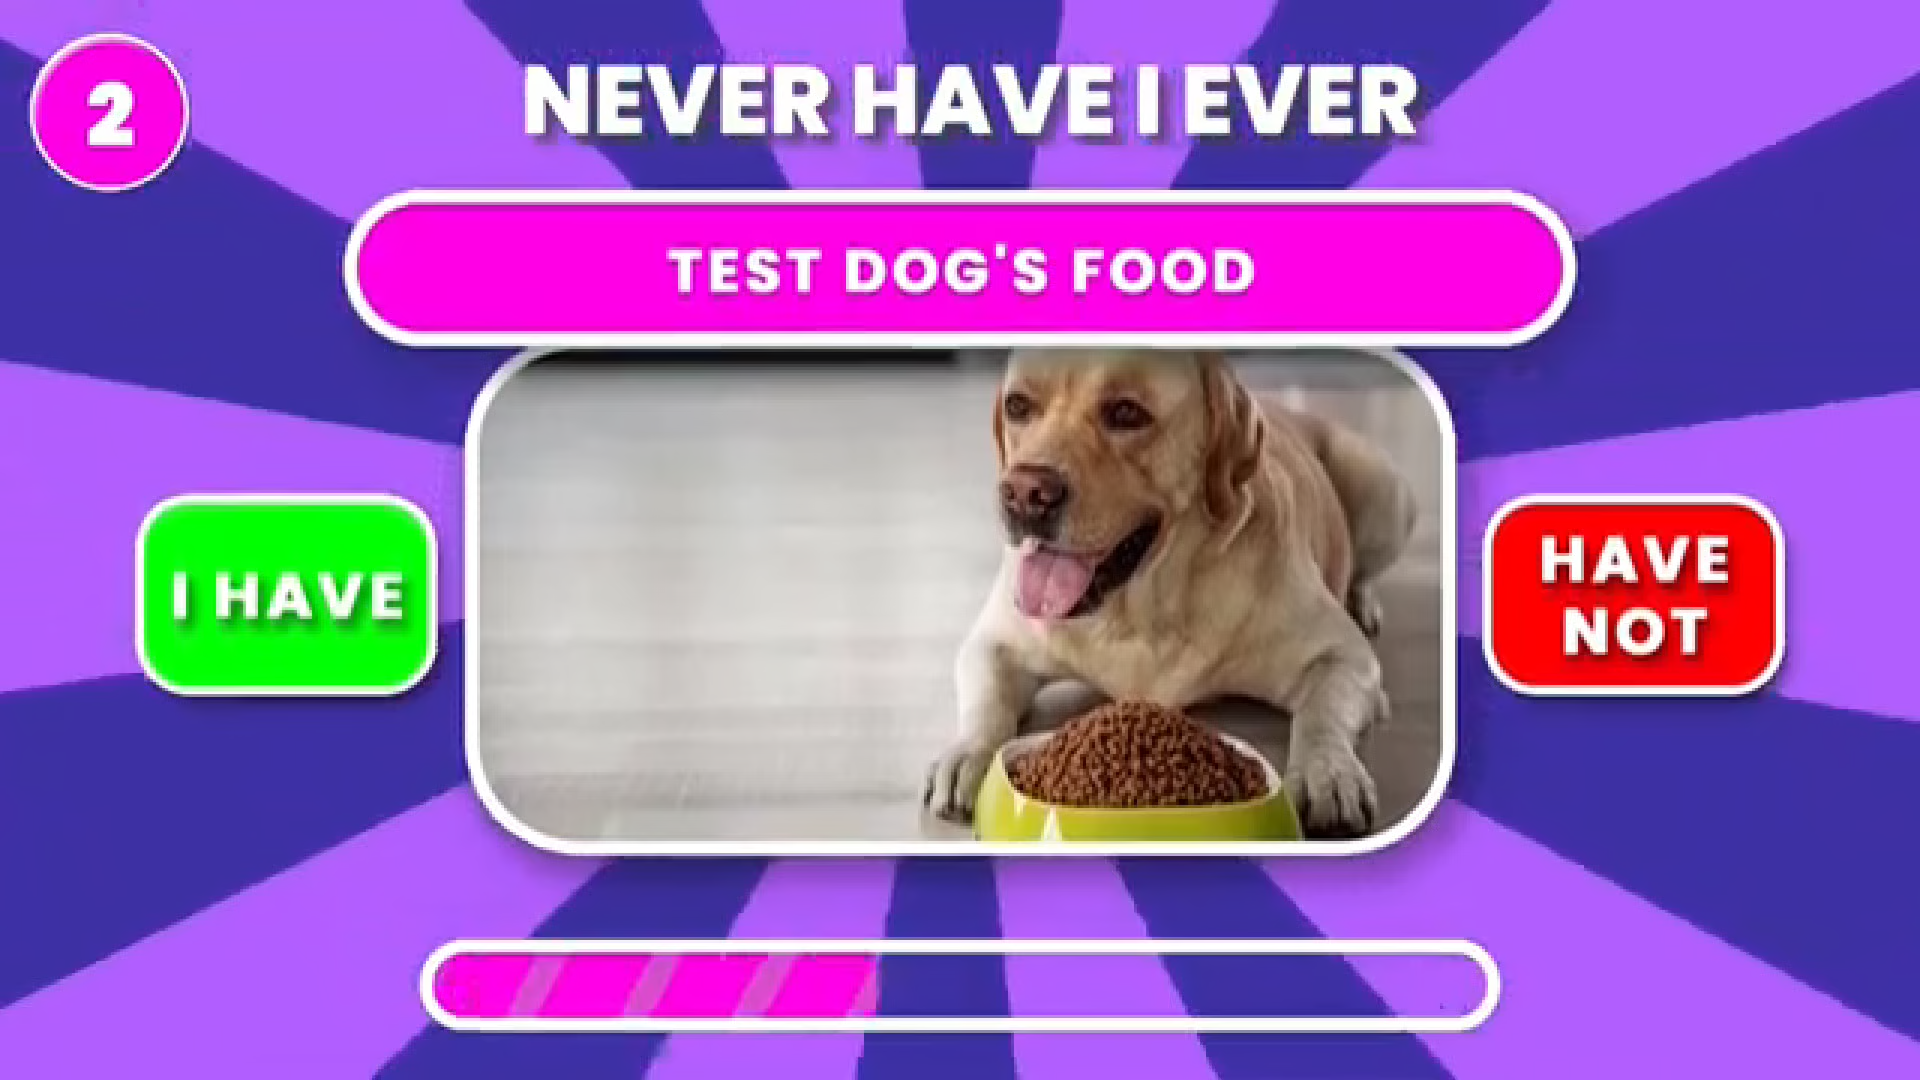 2
NEVER HAVE I EVER
TEST DOG'S FOOD
I HAVE
HAVE
NOT